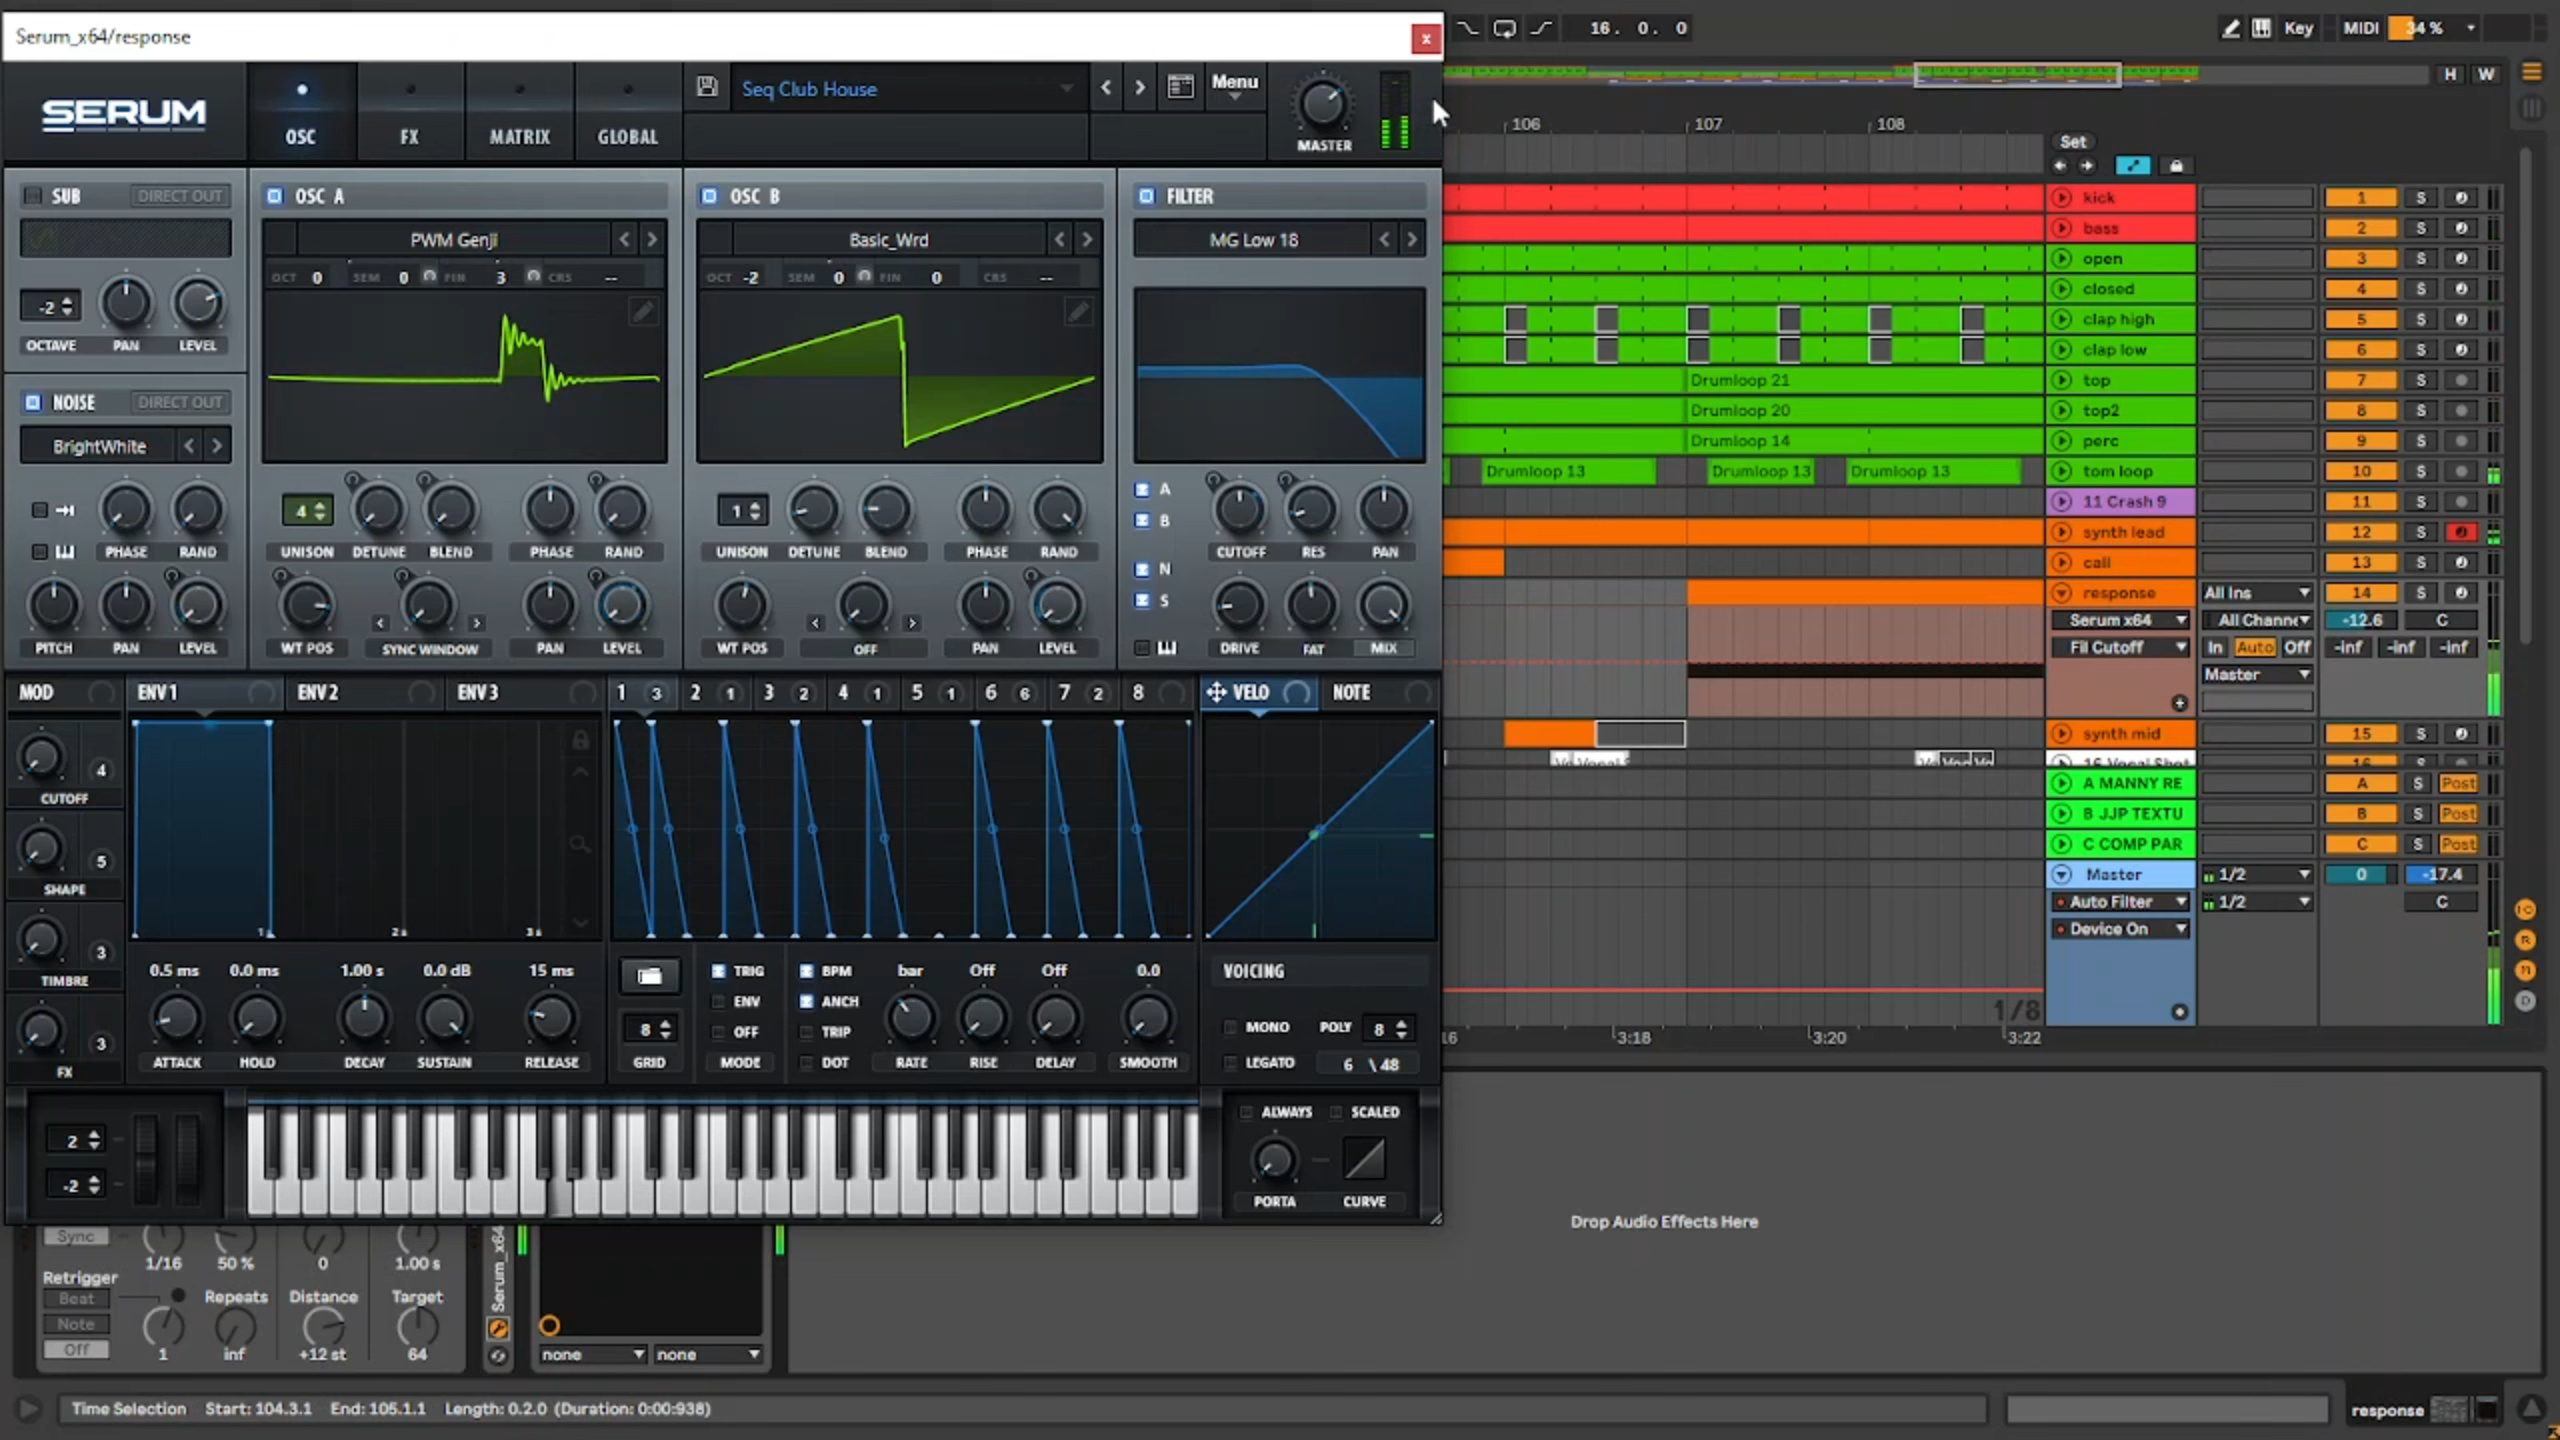 Serum_x64/response
SERUM
OSC
FX
MATRIX
GLOBAL
Seq Club House
Menu
MASTER
16. 0. 0
Key
MIDI
34 %
H W
SUB DIRECT OUT
OSC A
OSC B
FILTER
PWM Genji
Basic_Wrd
MG Low 18
OCT 0 SEM 0 FIN 3 CRS --
OCT -2 SEM 0 FIN 0 CRS --
-2
OCTAVE PAN LEVEL
NOISE DIRECT OUT
BrightWhite
PHASE RAND
PITCH PAN LEVEL
4
UNISON DETUNE BLEND PHASE RAND
WT POS SYNC WINDOW PAN LEVEL
1
UNISON DETUNE BLEND PHASE RAND
WT POS OFF PAN LEVEL
A
B
N
S
CUTOFF RES PAN
DRIVE FAT MIX
MOD ENV1 ENV2 ENV3
1 3 2 1 3 2 4 1 5 1 6 6 7 2 8
VELO NOTE
4
CUTOFF
5
SHAPE
3
TIMBRE
3
FX
1s 2s 3s
0.5 ms 0.0 ms 1.00 s 0.0 dB 15 ms
ATTACK HOLD DECAY SUSTAIN RELEASE
8
GRID
TRIG
ENV
OFF
MODE
BPM
ANCH
TRIP
DOT
bar Off Off 0.0
RATE RISE DELAY SMOOTH
VOICING
MONO POLY 8
LEGATO 6 \48
2
-2
ALWAYS SCALED
PORTA CURVE
106 107 108
Set
kick 1 S
bass 2 S
open 3 S
closed 4 S
clap high 5 S
clap low 6 S
Drumloop 21 top 7 S
Drumloop 20 top2 8 S
Drumloop 14 perc 9 S
Drumloop 13 Drumloop 13 Drumloop 13 tom loop 10 S
11 Crash 9 11 S
synth lead 12 S
call 13 S
response All Ins 14 S
Serum x64 All Channe -12.6 C
Fil Cutoff In Auto Off -inf -inf -inf
Master
synth mid 15 S
A MANNY RE A S Post
B JJP TEXTU B S Post
C COMP PAR C S Post
Master 1/2 0 -17.4
Auto Filter 1/2 C
Device On
1/8
16 3:18 3:20 3:22
Drop Audio Effects Here
Sync 1/16 50 % 0 1.00 s
Retrigger
Beat Repeats Distance Target
Note
Off 1 inf +12 st 64
Serum_x64
none none
Time Selection Start: 104.3.1 End: 105.1.1 Length: 0.2.0 (Duration: 0:00:938)
response